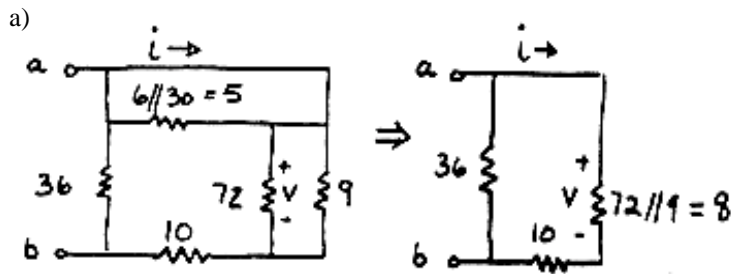 a)
i → i →
a a
6//30 = 5
⇒
36 72 + V - 9 36 + V - 72//9 = 8
10 10
b b